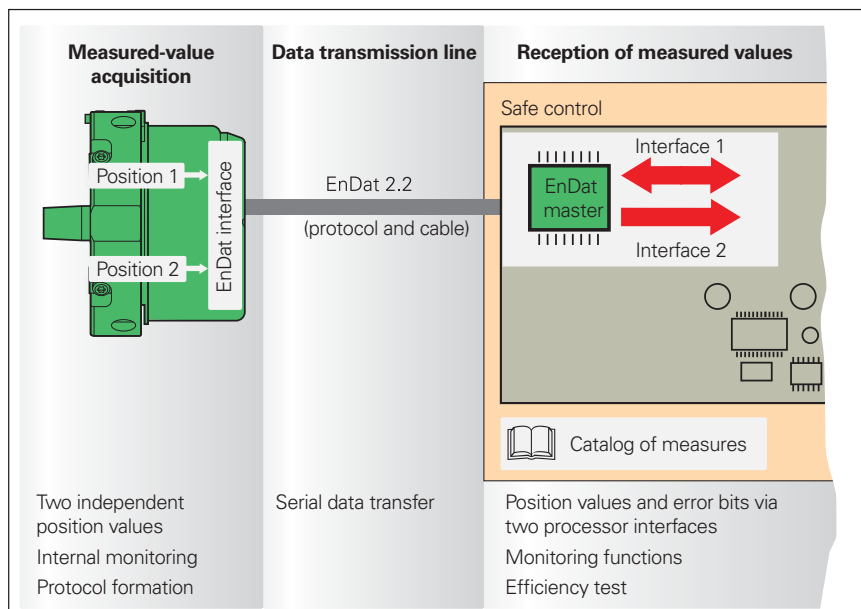 Measured-value
acquisition
Data transmission line
Reception of measured values
Safe control
Position 1
Position 2
EnDat interface
EnDat 2.2
(protocol and cable)
EnDat
master
Interface 1
Interface 2
Catalog of measures
Two independent
position values
Internal monitoring
Protocol formation
Serial data transfer
Position values and error bits via
two processor interfaces
Monitoring functions
Efficiency test